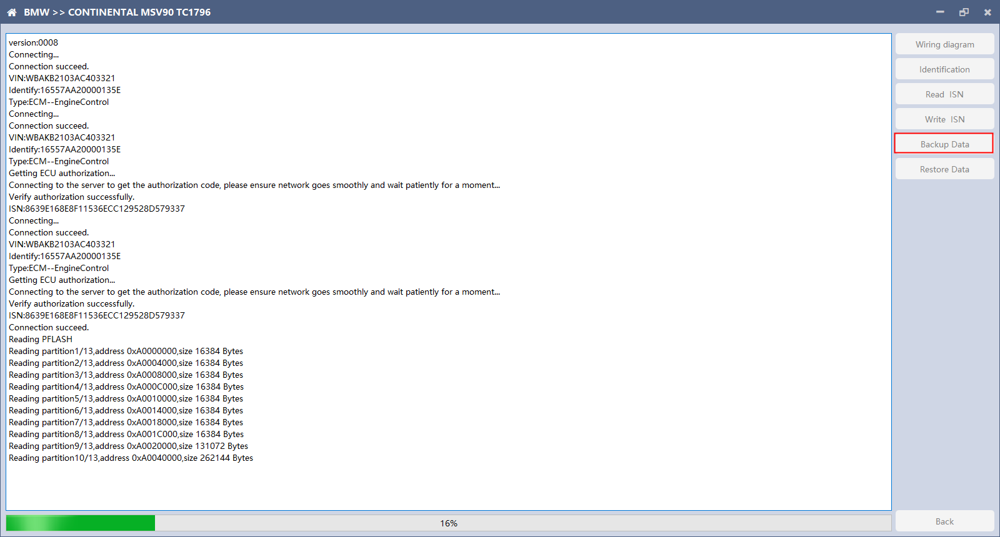 BMW >> CONTINENTAL MSV90 TC1796
version:0008
Connecting...
Connection succeed.
VIN:WBAKB2103AC403321
Identify:16557AA20000135E
Type:ECM--EngineControl
Connecting...
Connection succeed.
VIN:WBAKB2103AC403321
Identify:16557AA20000135E
Type:ECM--EngineControl
Getting ECU authorization...
Connecting to the server to get the authorization code, please ensure network goes smoothly and wait patiently for a moment...
Verify authorization successfully.
ISN:8639E168E8F11536ECC129528D579337
Connecting...
Connection succeed.
VIN:WBAKB2103AC403321
Identify:16557AA20000135E
Type:ECM--EngineControl
Getting ECU authorization...
Connecting to the server to get the authorization code, please ensure network goes smoothly and wait patiently for a moment...
Verify authorization successfully.
ISN:8639E168E8F11536ECC129528D579337
Connection succeed.
Reading PFLASH
Reading partition1/13,address 0xA0000000,size 16384 Bytes
Reading partition2/13,address 0xA0004000,size 16384 Bytes
Reading partition3/13,address 0xA0008000,size 16384 Bytes
Reading partition4/13,address 0xA000C000,size 16384 Bytes
Reading partition5/13,address 0xA0010000,size 16384 Bytes
Reading partition6/13,address 0xA0014000,size 16384 Bytes
Reading partition7/13,address 0xA0018000,size 16384 Bytes
Reading partition8/13,address 0xA001C000,size 16384 Bytes
Reading partition9/13,address 0xA0020000,size 131072 Bytes
Reading partition10/13,address 0xA0040000,size 262144 Bytes
16%
Wiring diagram
Identification
Read ISN
Write ISN
Backup Data
Restore Data
Back